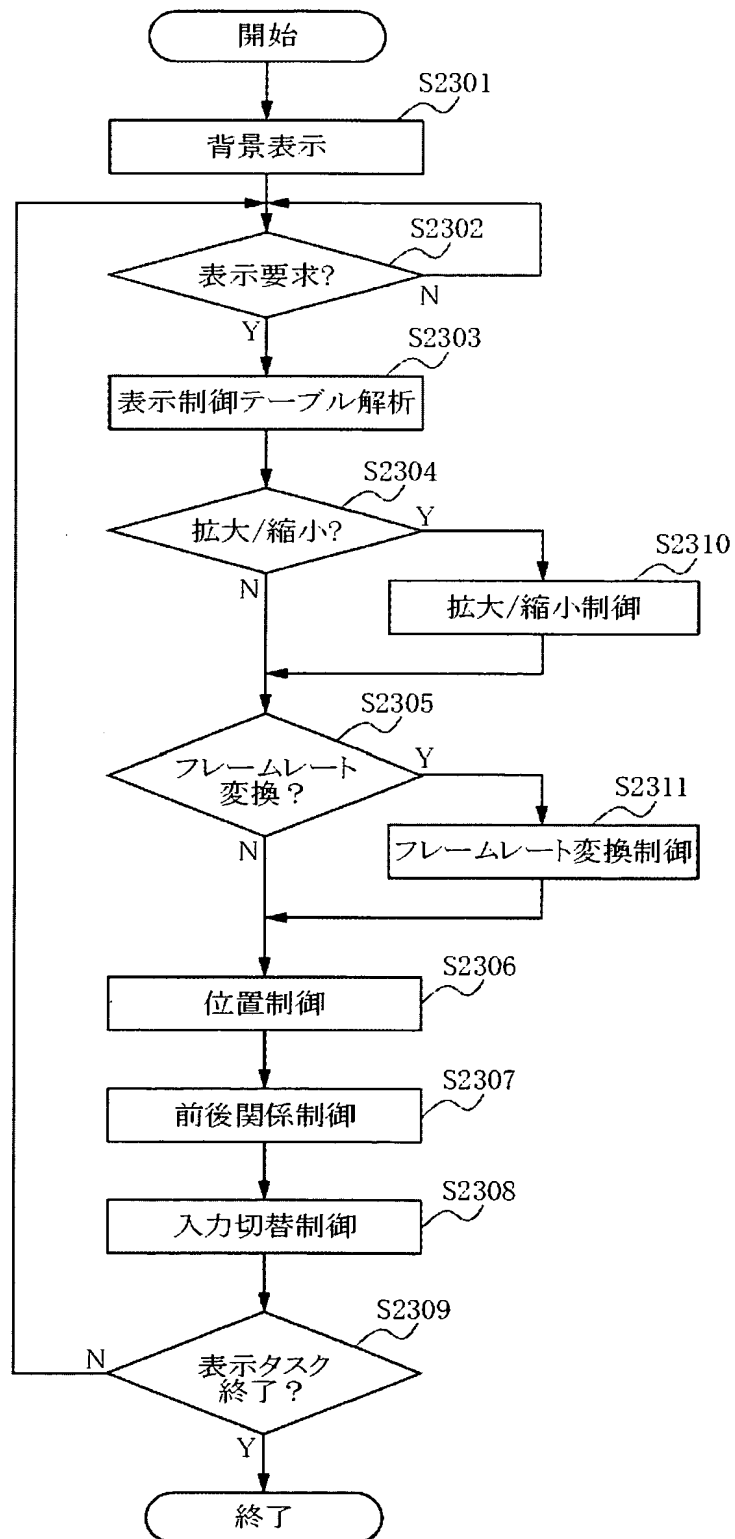 開始
S2301
背景表示
S2302
表示要求?
N
Y
S2303
表示制御テーブル解析
S2304
拡大/縮小?
Y
N
S2310
拡大/縮小制御
S2305
フレームレート
変換?
Y
N
S2311
フレームレート変換制御
S2306
位置制御
S2307
前後関係制御
S2308
入力切替制御
S2309
表示タスク
終了?
N
Y
終了